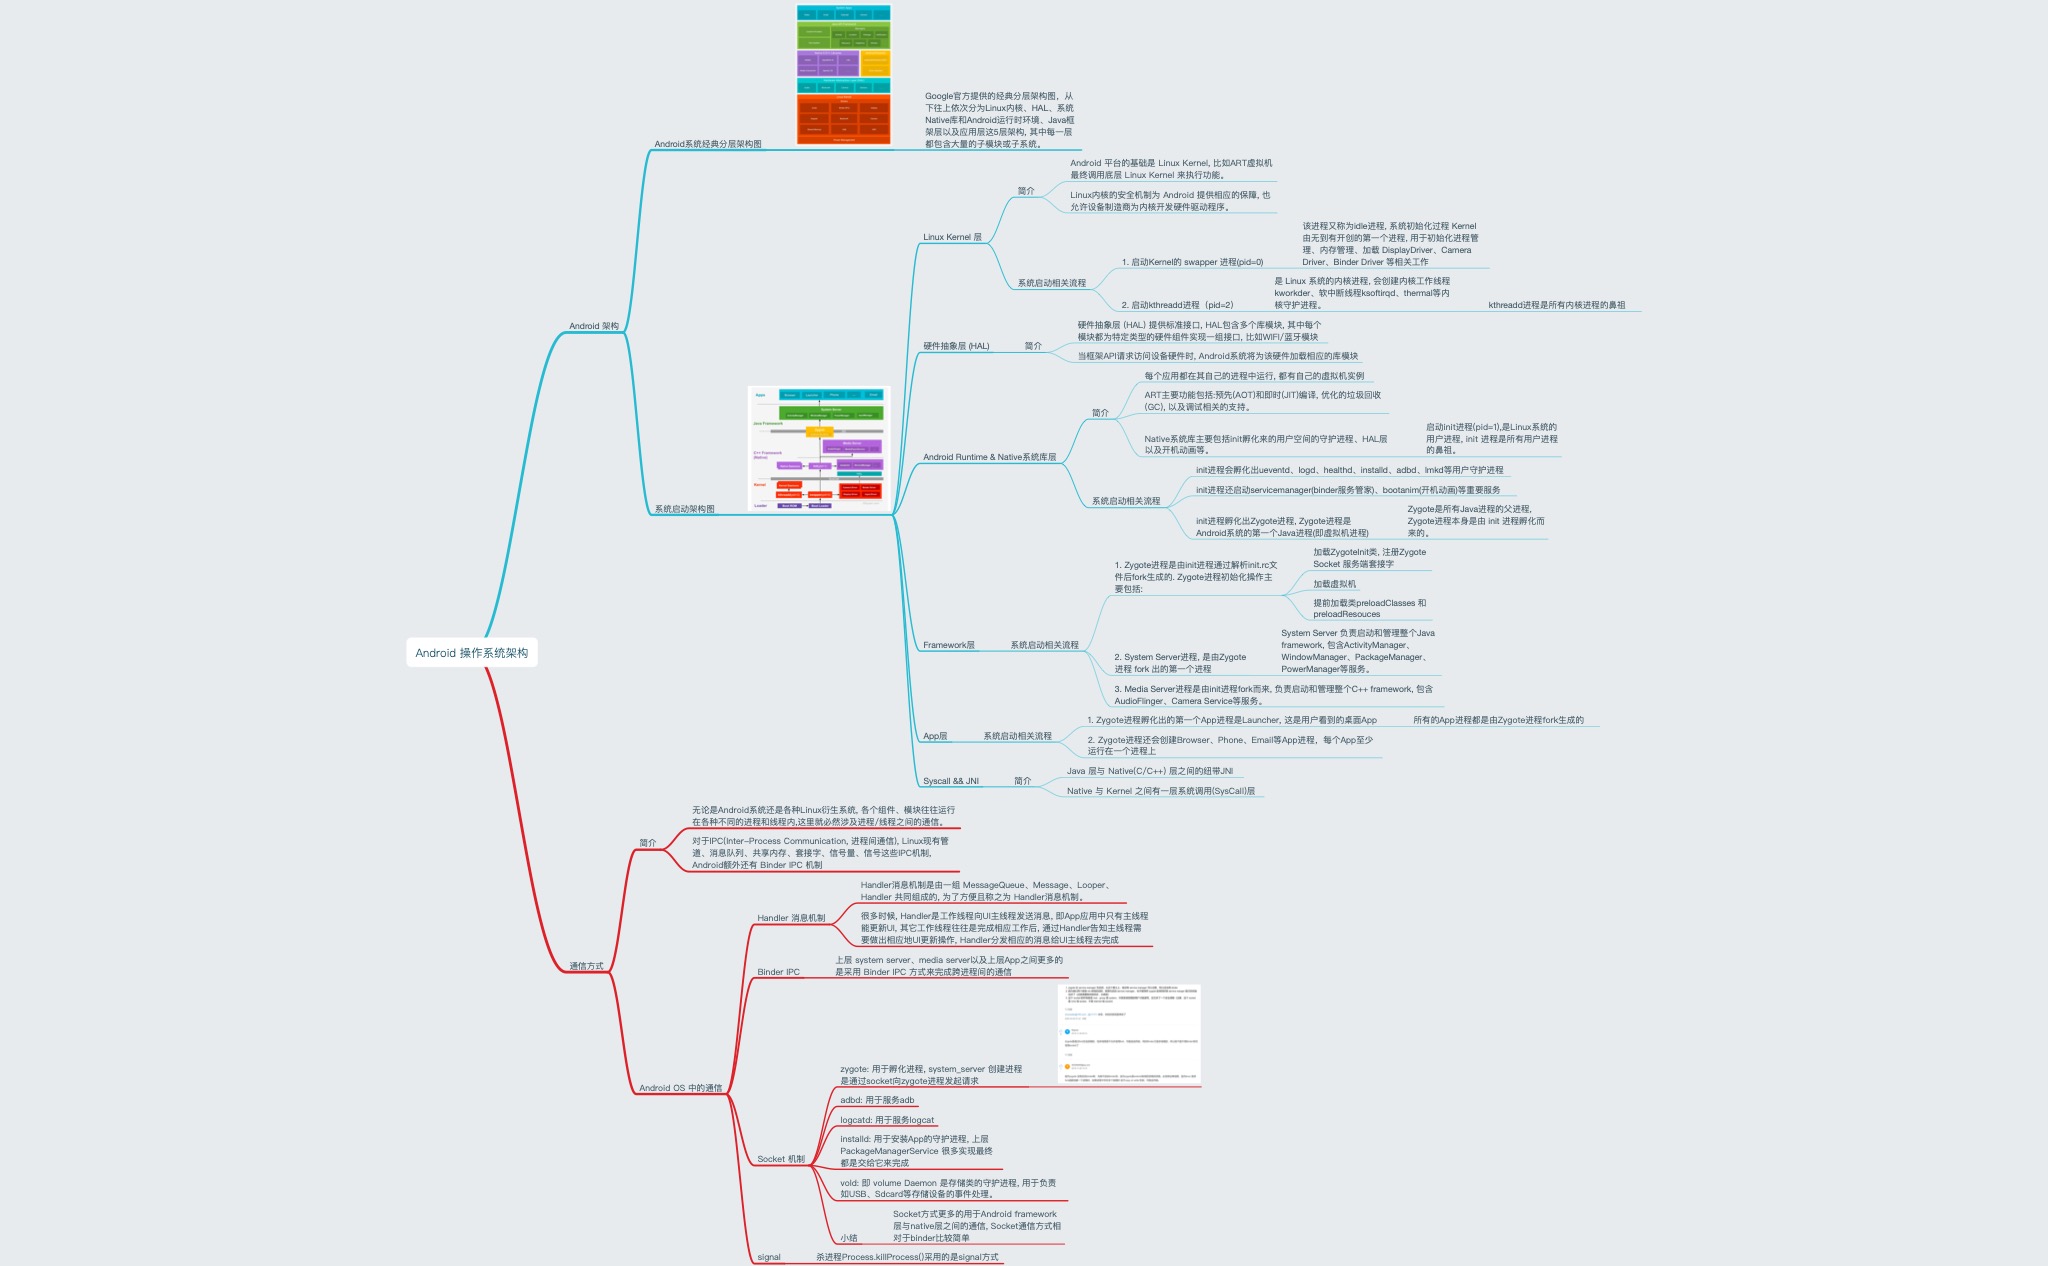 Android 操作系统架构
Android 架构
Android系统经典分层架构图
Google官方提供的经典分层架构图，从
下往上依次分为Linux内核、HAL、系统
Native库和Android运行时环境、Java框
架层以及应用层这5层架构, 其中每一层
都包含大量的子模块或子系统。
系统启动架构图
Apps
Java Framework
C++ Framework
(Native)
Kernel
Loader
Linux Kernel 层
简介
Android 平台的基础是 Linux Kernel, 比如ART虚拟机
最终调用底层 Linux Kernel 来执行功能。
Linux内核的安全机制为 Android 提供相应的保障, 也
允许设备制造商为内核开发硬件驱动程序。
系统启动相关流程
1. 启动Kernel的 swapper 进程(pid=0)
该进程又称为idle进程, 系统初始化过程 Kernel
由无到有开创的第一个进程, 用于初始化进程管
理、内存管理、加载 DisplayDriver、Camera
Driver、Binder Driver 等相关工作
2. 启动kthreadd进程（pid=2）
是 Linux 系统的内核进程, 会创建内核工作线程
kworkder、软中断线程ksoftirqd、thermal等内
核守护进程。
kthreadd进程是所有内核进程的鼻祖
硬件抽象层 (HAL)
简介
硬件抽象层 (HAL) 提供标准接口, HAL包含多个库模块, 其中每个
模块都为特定类型的硬件组件实现一组接口, 比如WIFI/蓝牙模块
当框架API请求访问设备硬件时, Android系统将为该硬件加载相应的库模块
Android Runtime & Native系统库层
简介
每个应用都在其自己的进程中运行, 都有自己的虚拟机实例
ART主要功能包括:预先(AOT)和即时(JIT)编译, 优化的垃圾回收
(GC), 以及调试相关的支持。
Native系统库主要包括init孵化来的用户空间的守护进程、HAL层
以及开机动画等。
启动init进程(pid=1),是Linux系统的
用户进程, init 进程是所有用户进程
的鼻祖。
系统启动相关流程
init进程会孵化出ueventd、logd、healthd、installd、adbd、lmkd等用户守护进程
init进程还启动servicemanager(binder服务管家)、bootanim(开机动画)等重要服务
init进程孵化出Zygote进程, Zygote进程是
Android系统的第一个Java进程(即虚拟机进程)
Zygote是所有Java进程的父进程,
Zygote进程本身是由 init 进程孵化而
来的。
Framework层
系统启动相关流程
1. Zygote进程是由init进程通过解析init.rc文
件后fork生成的. Zygote进程初始化操作主
要包括:
加载ZygoteInit类, 注册Zygote
Socket 服务端套接字
加载虚拟机
提前加载类preloadClasses 和
preloadResouces
2. System Server进程, 是由Zygote
进程 fork 出的第一个进程
System Server 负责启动和管理整个Java
framework, 包含ActivityManager、
WindowManager、PackageManager、
PowerManager等服务。
3. Media Server进程是由init进程fork而来, 负责启动和管理整个C++ framework, 包含
AudioFlinger、Camera Service等服务。
App层
系统启动相关流程
1. Zygote进程孵化出的第一个App进程是Launcher, 这是用户看到的桌面App
所有的App进程都是由Zygote进程fork生成的
2. Zygote进程还会创建Browser、Phone、Email等App进程，每个App至少
运行在一个进程上
Syscall && JNI
简介
Java 层与 Native(C/C++) 层之间的纽带JNI
Native 与 Kernel 之间有一层系统调用(SysCall)层
通信方式
简介
无论是Android系统还是各种Linux衍生系统, 各个组件、模块往往运行
在各种不同的进程和线程内,这里就必然涉及进程/线程之间的通信。
对于IPC(Inter-Process Communication, 进程间通信), Linux现有管
道、消息队列、共享内存、套接字、信号量、信号这些IPC机制,
Android额外还有 Binder IPC 机制
Android OS 中的通信
Handler 消息机制
Handler消息机制是由一组 MessageQueue、Message、Looper、
Handler 共同组成的, 为了方便且称之为 Handler消息机制。
很多时候, Handler是工作线程向UI主线程发送消息, 即App应用中只有主线程
能更新UI, 其它工作线程往往是完成相应工作后, 通过Handler告知主线程需
要做出相应地UI更新操作, Handler分发相应的消息给UI主线程去完成
Binder IPC
上层 system server、media server以及上层App之间更多的
是采用 Binder IPC 方式来完成跨进程间的通信
Socket 机制
zygote: 用于孵化进程, system_server 创建进程
是通过socket向zygote进程发起请求
adbd: 用于服务adb
logcatd: 用于服务logcat
installd: 用于安装App的守护进程, 上层
PackageManagerService 很多实现最终
都是交给它来完成
vold: 即 volume Daemon 是存储类的守护进程, 用于负责
如USB、Sdcard等存储设备的事件处理。
小结
Socket方式更多的用于Android framework
层与native层之间的通信, Socket通信方式相
对于binder比较简单
signal
杀进程Process.killProcess()采用的是signal方式